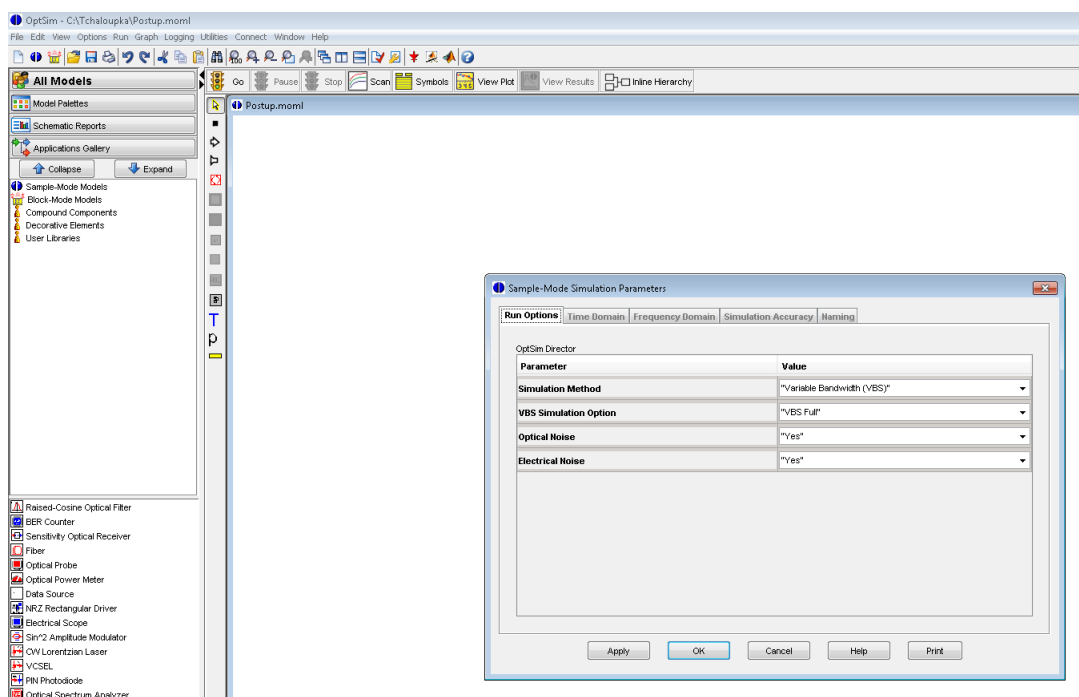 OptSim - C:\Tchaloupka\Postup.moml
File Edit View Options Run Graph Logging Utilities Connect Window Help
All Models
Go Pause Stop Scan Symbols View Plot View Results Inline Hierarchy
Model Palettes
Postup.moml
Schematic Reports
Applications Gallery
Collapse Expand
Sample-Mode Models
Block-Mode Models
Compound Components
Decorative Elements
User Libraries
T
p
Sample-Mode Simulation Parameters
Run Options Time Domain Frequency Domain Simulation Accuracy Naming
OptSim Director
Parameter Value
Simulation Method "Variable Bandwidth (VBS)"
VBS Simulation Option "VBS Full"
Optical Noise "Yes"
Electrical Noise "Yes"
Apply OK Cancel Help Print
Raised-Cosine Optical Filter
BER Counter
Sensitivity Optical Receiver
Fiber
Optical Probe
Optical Power Meter
Data Source
NRZ Rectangular Driver
Electrical Scope
Sin^2 Amplitude Modulator
CW Lorentzian Laser
VCSEL
PIN Photodiode
Optical Spectrum Analyzer